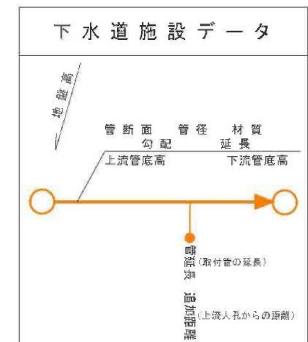 下水道施設データ
地盤高
管断面 管径 材質
勾配 延長
上流管底高 下流管底高
管延長 (取付管の延長)
追加距離 (上流人孔からの距離)